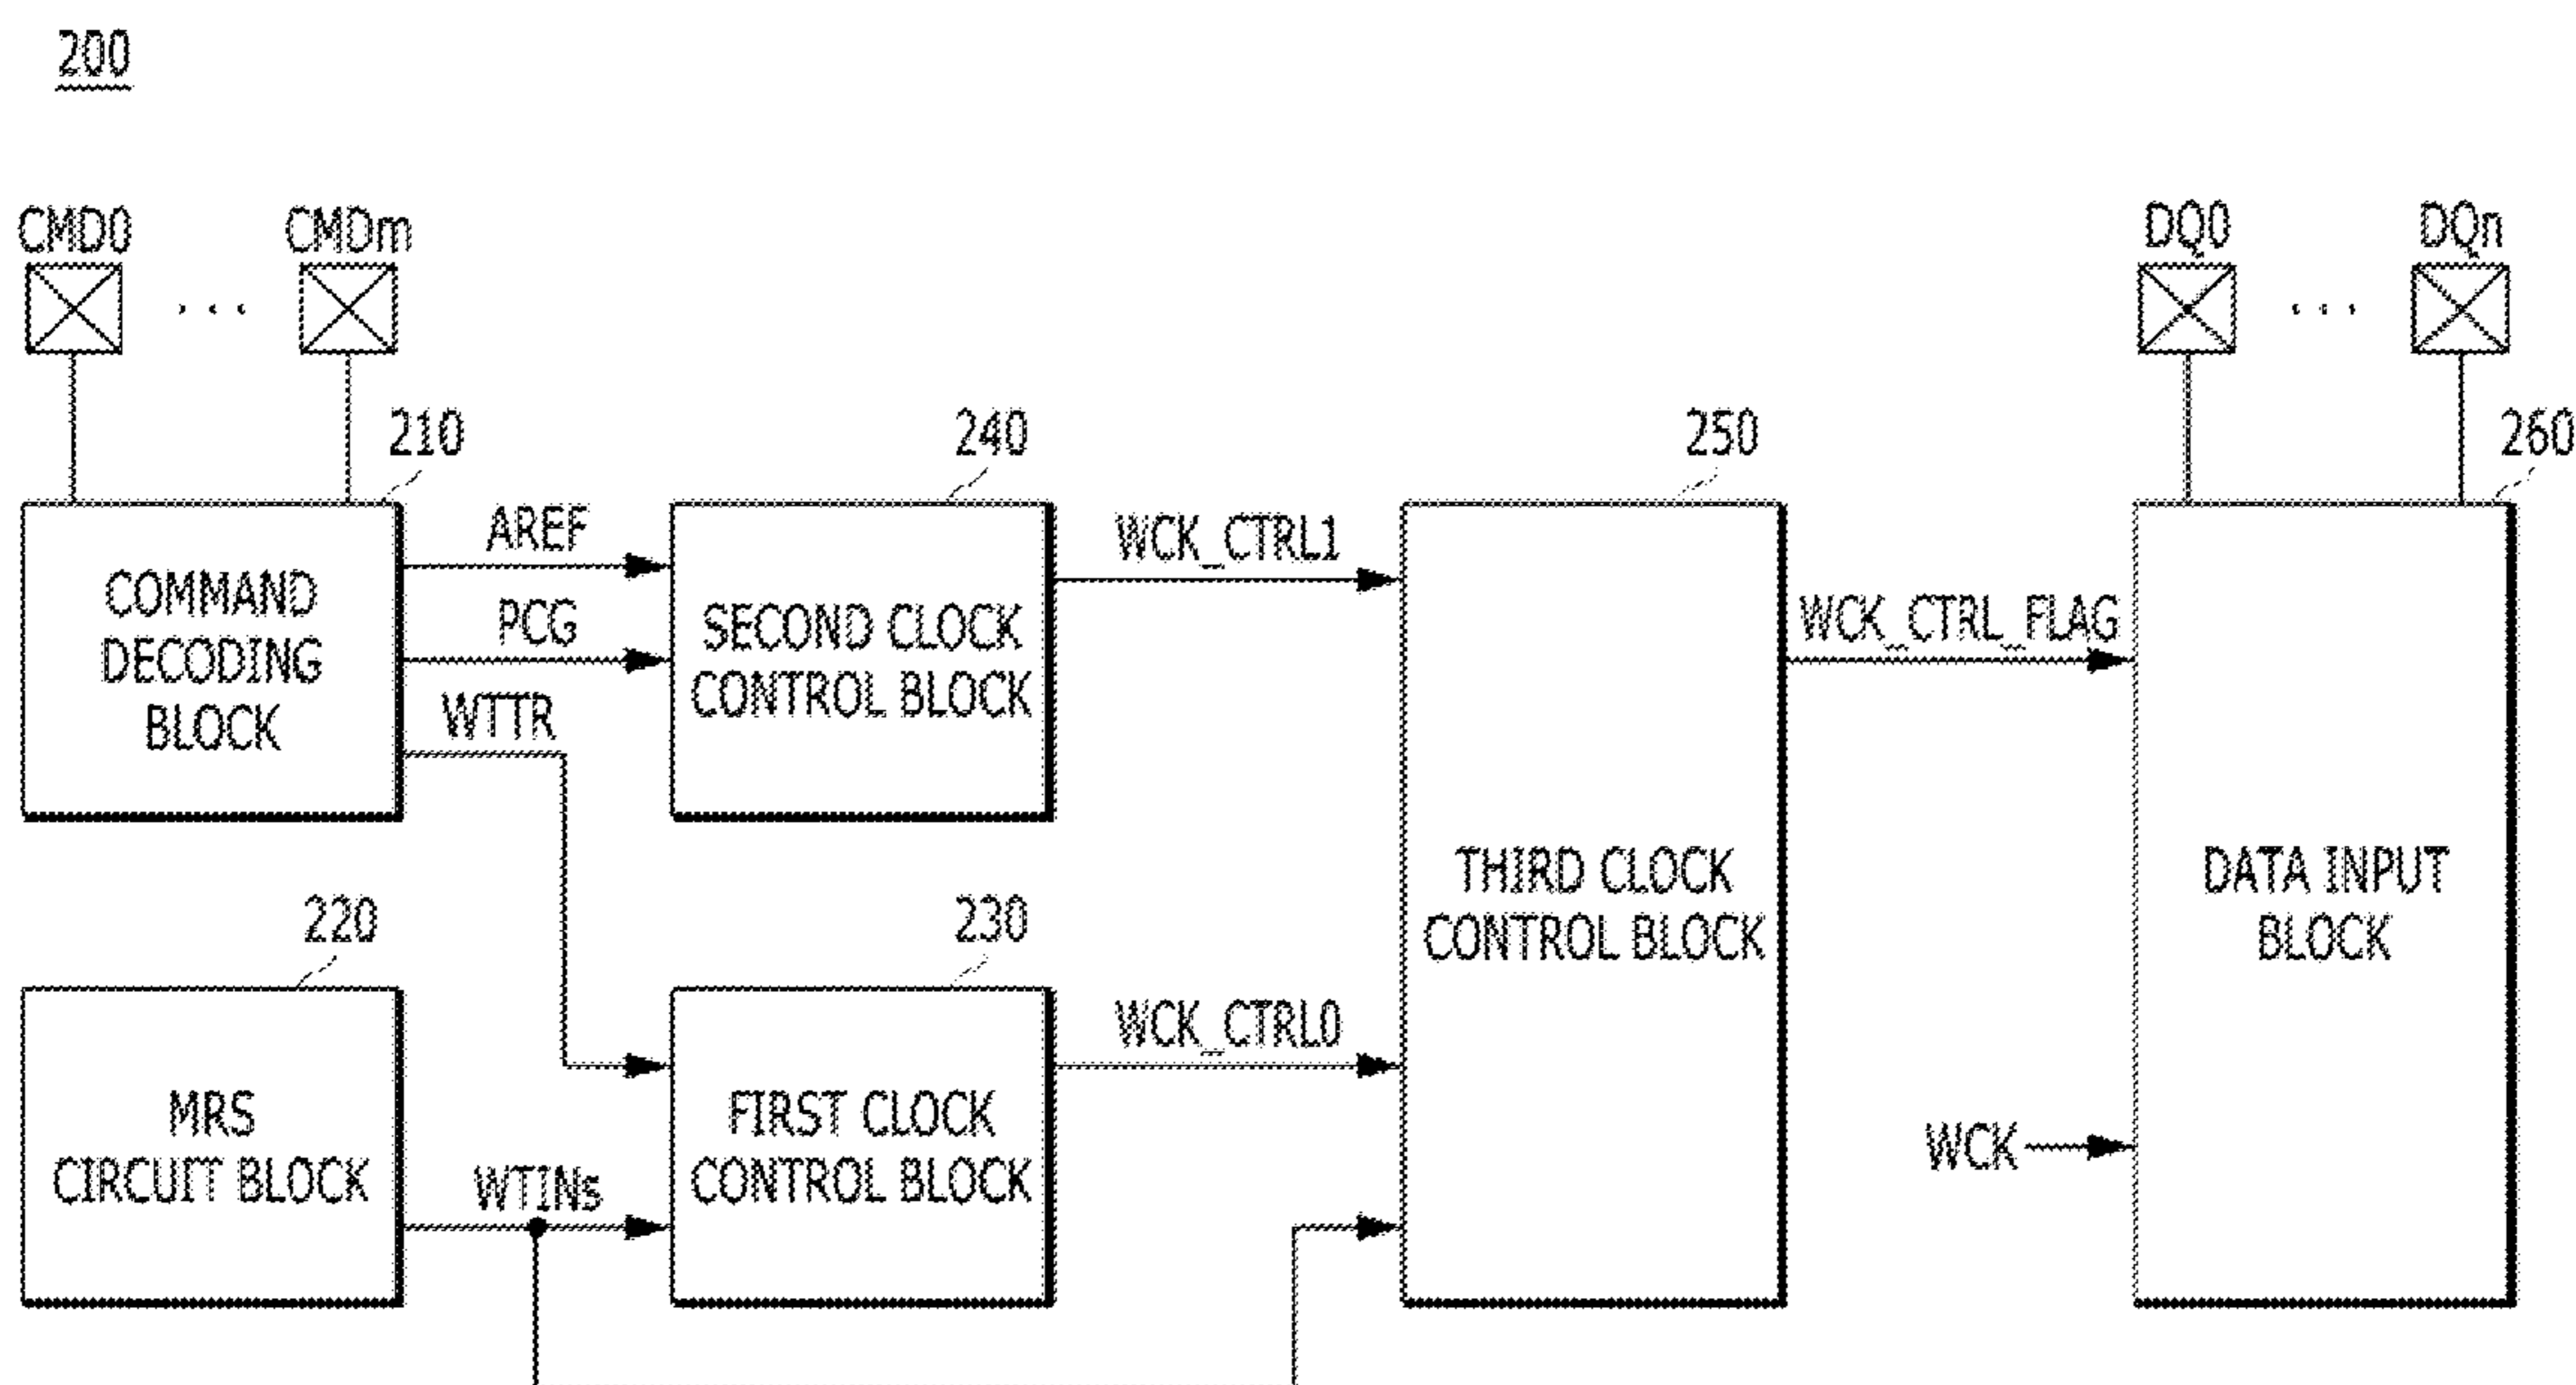 200
CMD0 ... CMDm
DQ0 ... DQn
210
240
250
260
COMMAND
DECODING
BLOCK
AREF
PCG
WTTR
SECOND CLOCK
CONTROL BLOCK
WCK_CTRL1
THIRD CLOCK
CONTROL BLOCK
WCK_CTRL_FLAG
DATA INPUT
BLOCK
220
230
MRS
CIRCUIT BLOCK
WTINs
FIRST CLOCK
CONTROL BLOCK
WCK_CTRL0
WCK